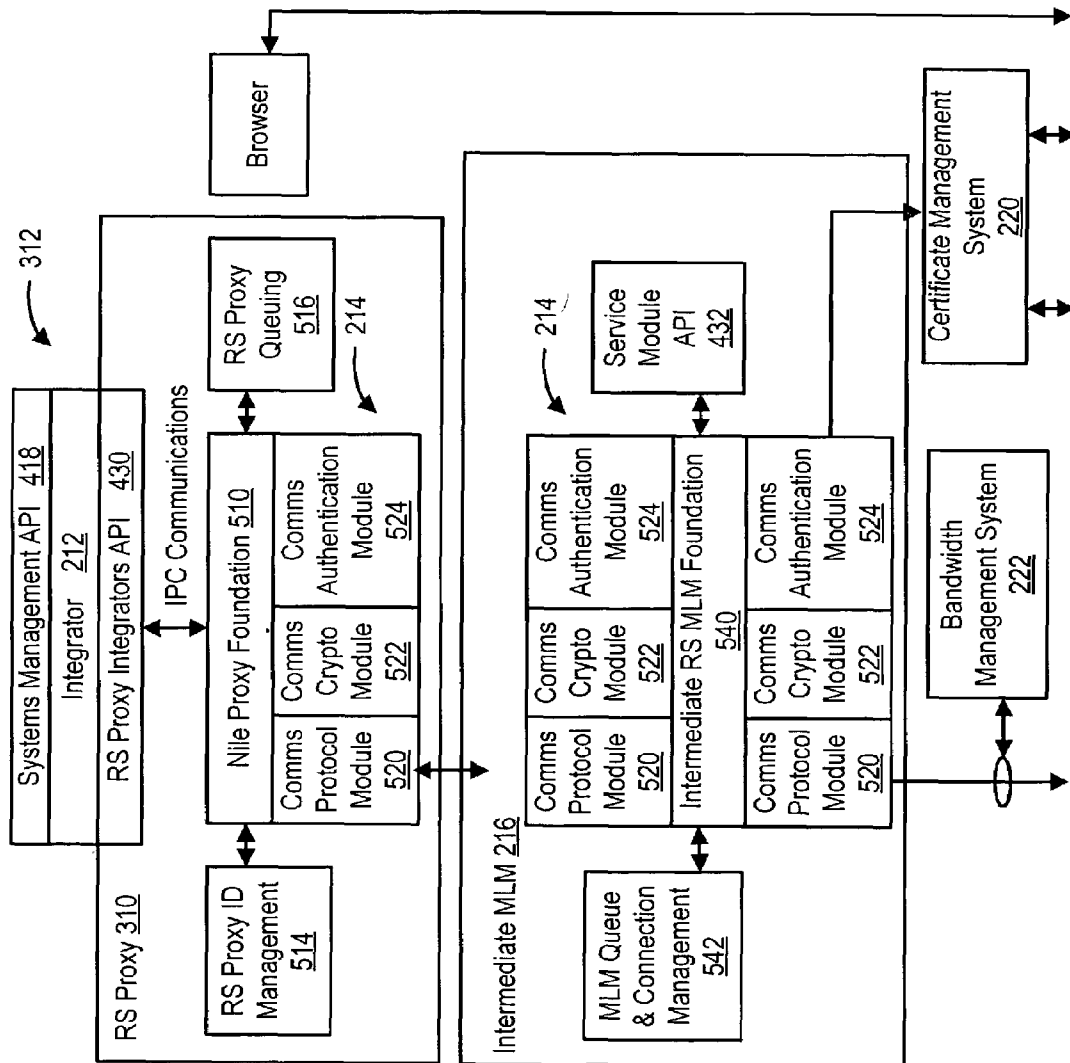 312
Systems Management API 418
Integrator 212
RS Proxy Integrators API 430
RS Proxy 310
IPC Communications
Browser
RS Proxy ID
Management
514
Nile Proxy Foundation 510
Comms
Protocol
Module
520
Comms
Crypto
Module
522
Comms
Authentication
Module
524
RS Proxy
Queuing
516
214
Intermediate MLM 216
MLM Queue
& Connection
Management
542
Comms
Protocol
Module
520
Comms
Crypto
Module
522
Comms
Authentication
Module
524
Intermediate RS MLM Foundation
540
Comms
Protocol
Module
520
Comms
Crypto
Module
522
Comms
Authentication
Module
524
214
Service
Module
API
432
Bandwidth
Management System
222
Certificate Management
System
220